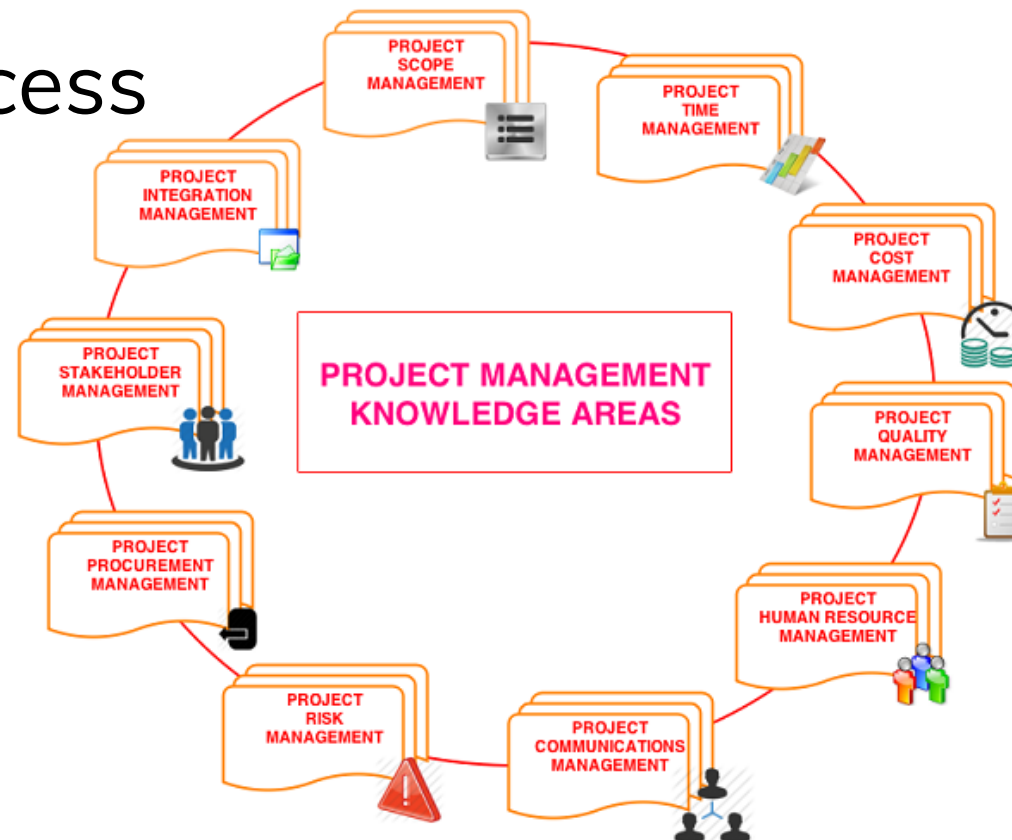 cess
PROJECT
SCOPE
MANAGEMENT
PROJECT
TIME
MANAGEMENT
PROJECT
INTEGRATION
MANAGEMENT
PROJECT
COST
MANAGEMENT
PROJECT
STAKEHOLDER
MANAGEMENT
PROJECT MANAGEMENT
KNOWLEDGE AREAS
PROJECT
QUALITY
MANAGEMENT
PROJECT
PROCUREMENT
MANAGEMENT
PROJECT
HUMAN RESOURCE
MANAGEMENT
PROJECT
RISK
MANAGEMENT
PROJECT
COMMUNICATIONS
MANAGEMENT